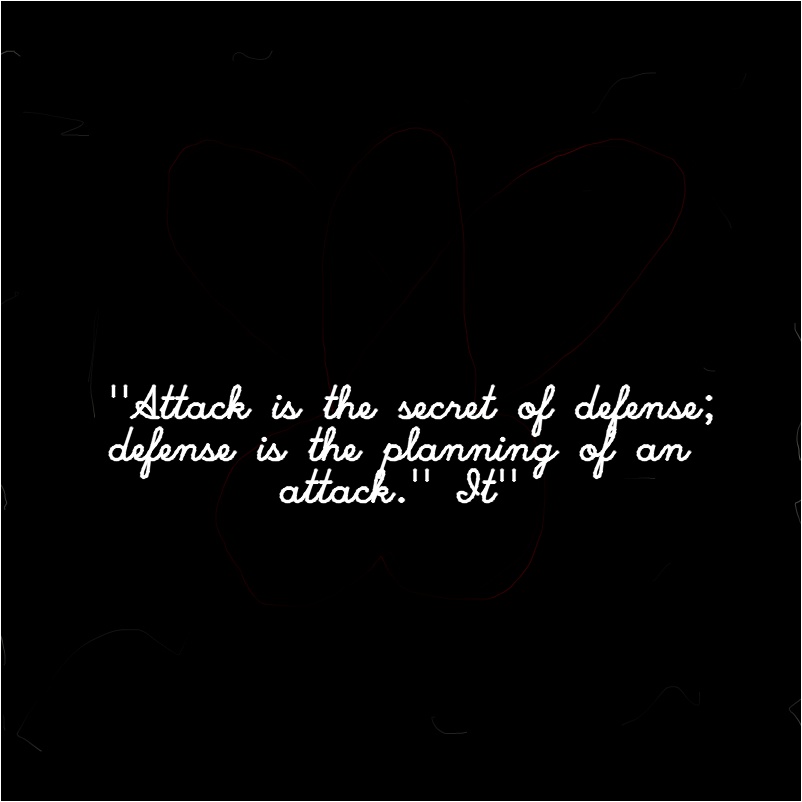 "Attack is the secret of defense;
defense is the planning of an
attack." It"